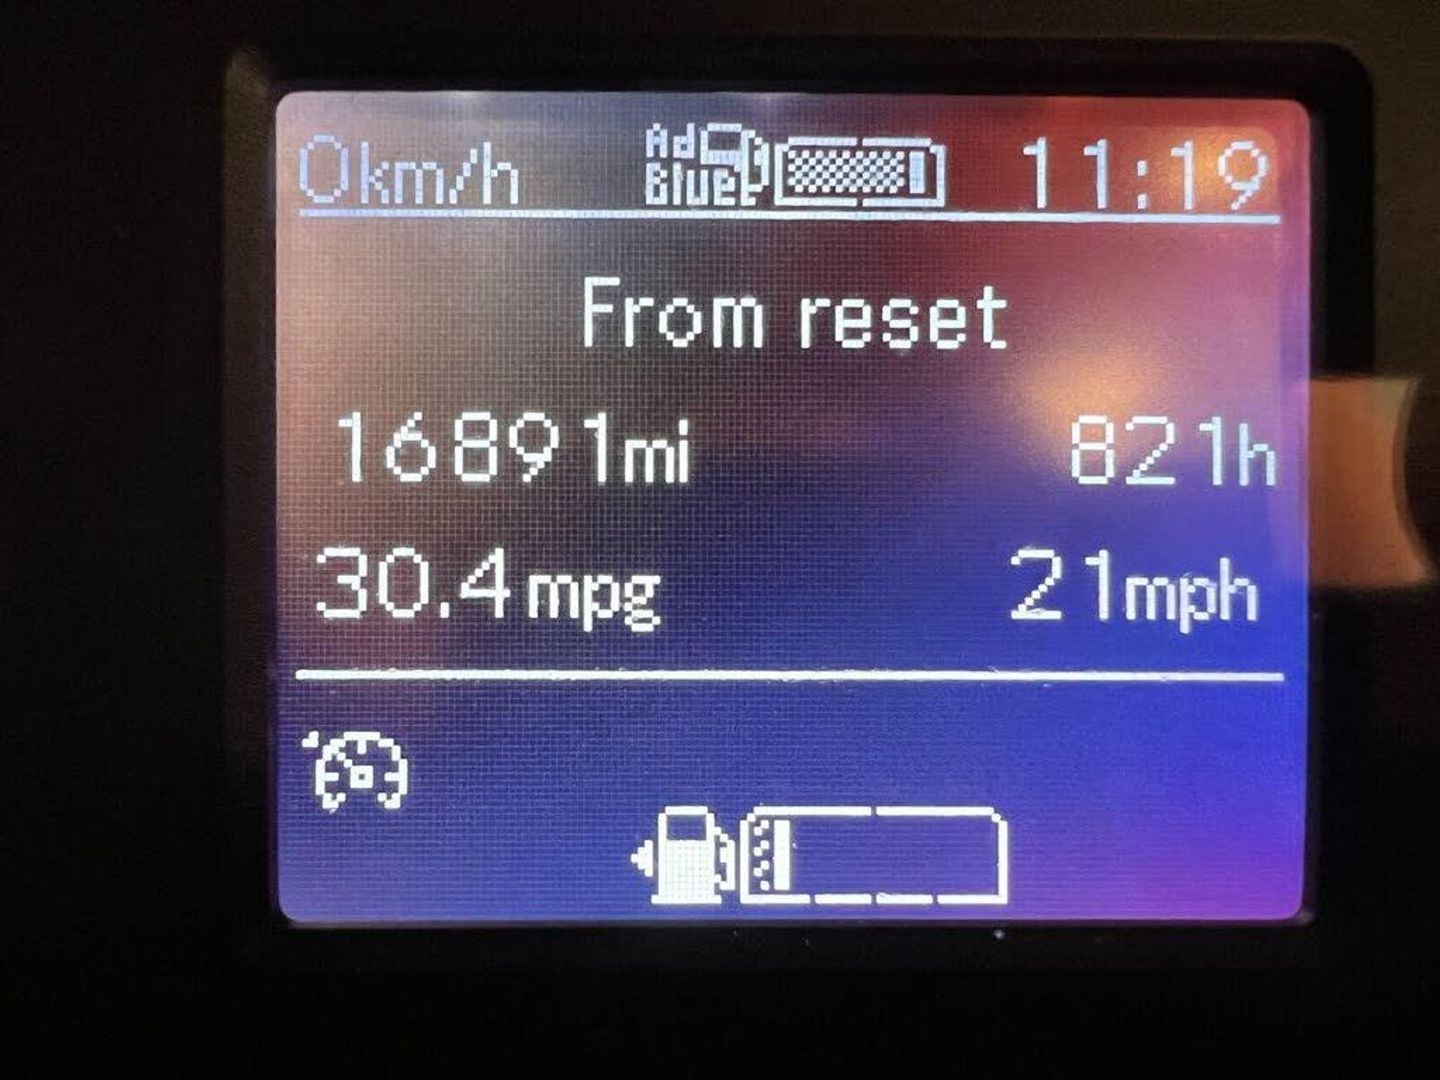 0km/h Ad Blue 11:19
From reset
16891mi 821h
30.4mpg 21mph